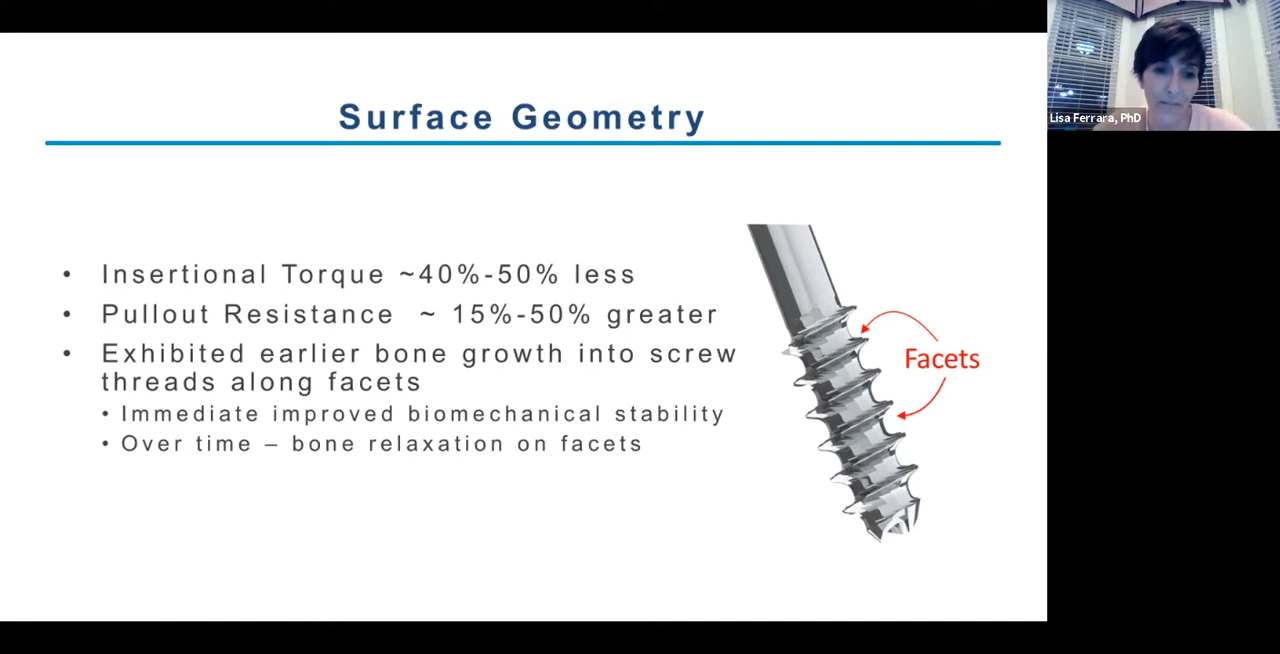 Surface Geometry
• Insertional Torque ~40%-50% less
• Pullout Resistance ~ 15%-50% greater
• Exhibited earlier bone growth into screw
threads along facets
• Immediate improved biomechanical stability
• Over time – bone relaxation on facets
Facets
Lisa Ferrara, PhD